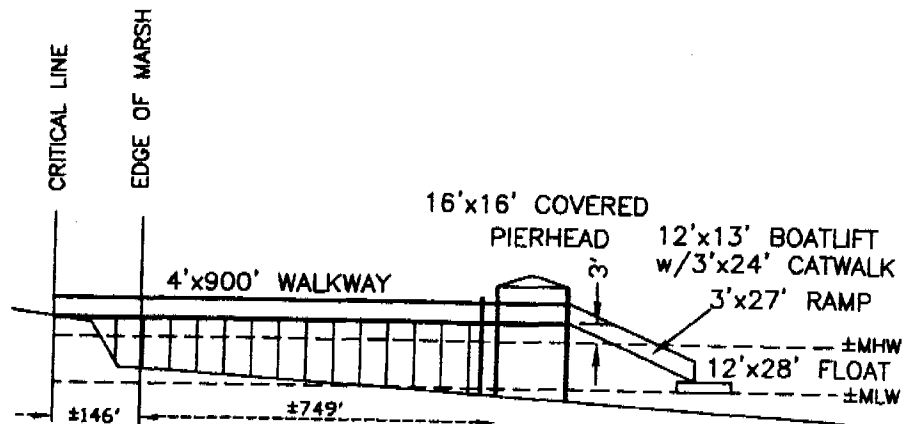 CRITICAL LINE
EDGE OF MARSH
16'x16' COVERED
PIERHEAD
12'x13' BOATLIFT
w/3'x24' CATWALK
3'
4'x900' WALKWAY
3'x27' RAMP
±MHW
12'x28' FLOAT
±MLW
±146'
±749'